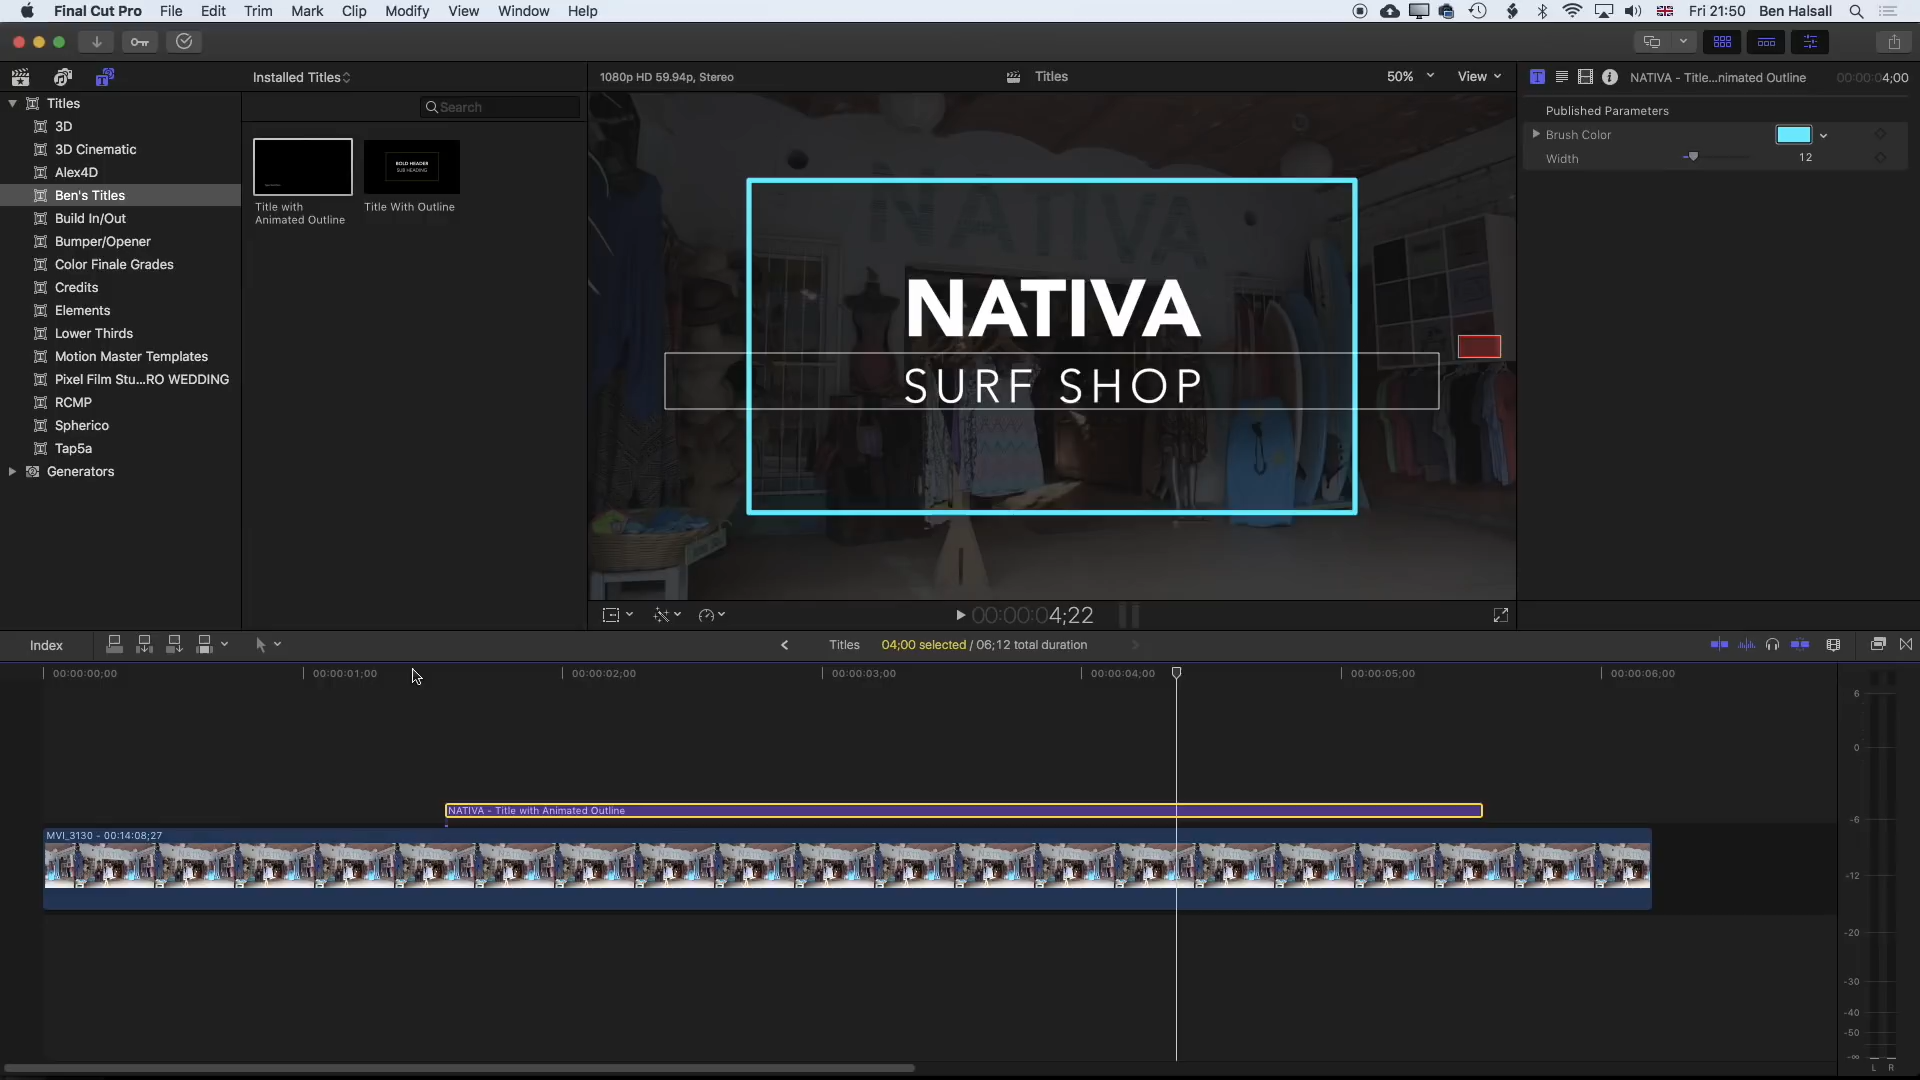 Final Cut Pro File Edit Trim Mark Clip Modify View Window Help Fri 21:50 Ben Halsall
Installed Titles
1080p HD 59.94p, Stereo
Titles
50%
View
NATIVA - Title...nimated Outline
00:00:04;00
Titles
3D
3D Cinematic
Alex4D
Ben's Titles
Build In/Out
Bumper/Opener
Color Finale Grades
Credits
Elements
Lower Thirds
Motion Master Templates
Pixel Film Stu...RO WEDDING
RCMP
Spherico
Tap5a
Generators
Search
BOLD HEADER
SUB HEADING
Title with
Animated Outline
Title With Outline
NATIVA
NATIVA
SURF SHOP
Published Parameters
Brush Color
Width 12
00:00:04;22
Index
Titles
04;00 selected / 06;12 total duration
00:00:00;00 00:00:01;00 00:00:02;00 00:00:03;00 00:00:04;00 00:00:05;00 00:00:06;00
NATIVA - Title with Animated Outline
MVI_3130 - 00:14:08;27
6
0
-6
-12
-20
-30
-40
-50
-∞
L R